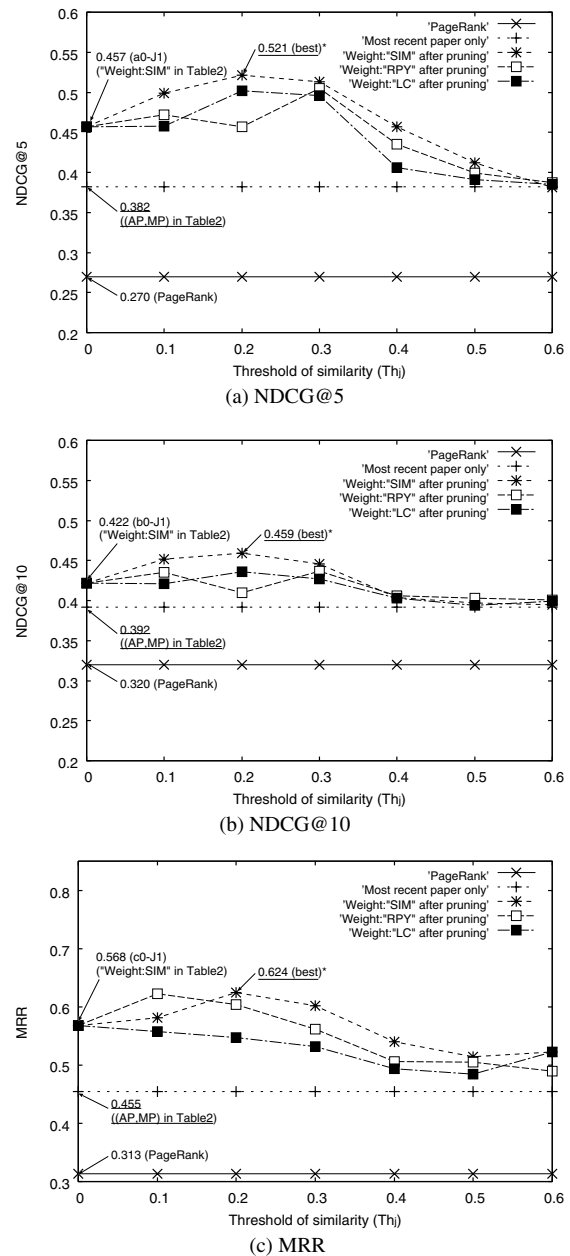 0.6
0.55
0.5
0.45
0.4
0.35
0.3
0.25
0.2
NDCG@5
'PageRank'
'Most recent paper only'
'Weight:"SIM" after pruning'
'Weight:"RPY" after pruning'
'Weight:"LC" after pruning'
0.457 (a0-J1)
("Weight:SIM" in Table2)
0.521 (best)*
0.382
((AP,MP) in Table2)
0.270 (PageRank)
0 0.1 0.2 0.3 0.4 0.5 0.6
Threshold of similarity (Thj)
(a) NDCG@5
0.6
0.55
0.5
0.45
0.4
0.35
0.3
0.25
0.2
NDCG@10
'PageRank'
'Most recent paper only'
'Weight:"SIM" after pruning'
'Weight:"RPY" after pruning'
'Weight:"LC" after pruning'
0.422 (b0-J1)
("Weight:SIM" in Table2)
0.459 (best)*
0.392
((AP,MP) in Table2)
0.320 (PageRank)
0 0.1 0.2 0.3 0.4 0.5 0.6
Threshold of similarity (Thj)
(b) NDCG@10
0.8
0.7
0.6
0.5
0.4
0.3
MRR
'PageRank'
'Most recent paper only'
'Weight:"SIM" after pruning'
'Weight:"RPY" after pruning'
'Weight:"LC" after pruning'
0.568 (c0-J1)
("Weight:SIM" in Table2)
0.624 (best)*
0.455
((AP,MP) in Table2)
0.313 (PageRank)
0 0.1 0.2 0.3 0.4 0.5 0.6
Threshold of similarity (Thj)
(c) MRR